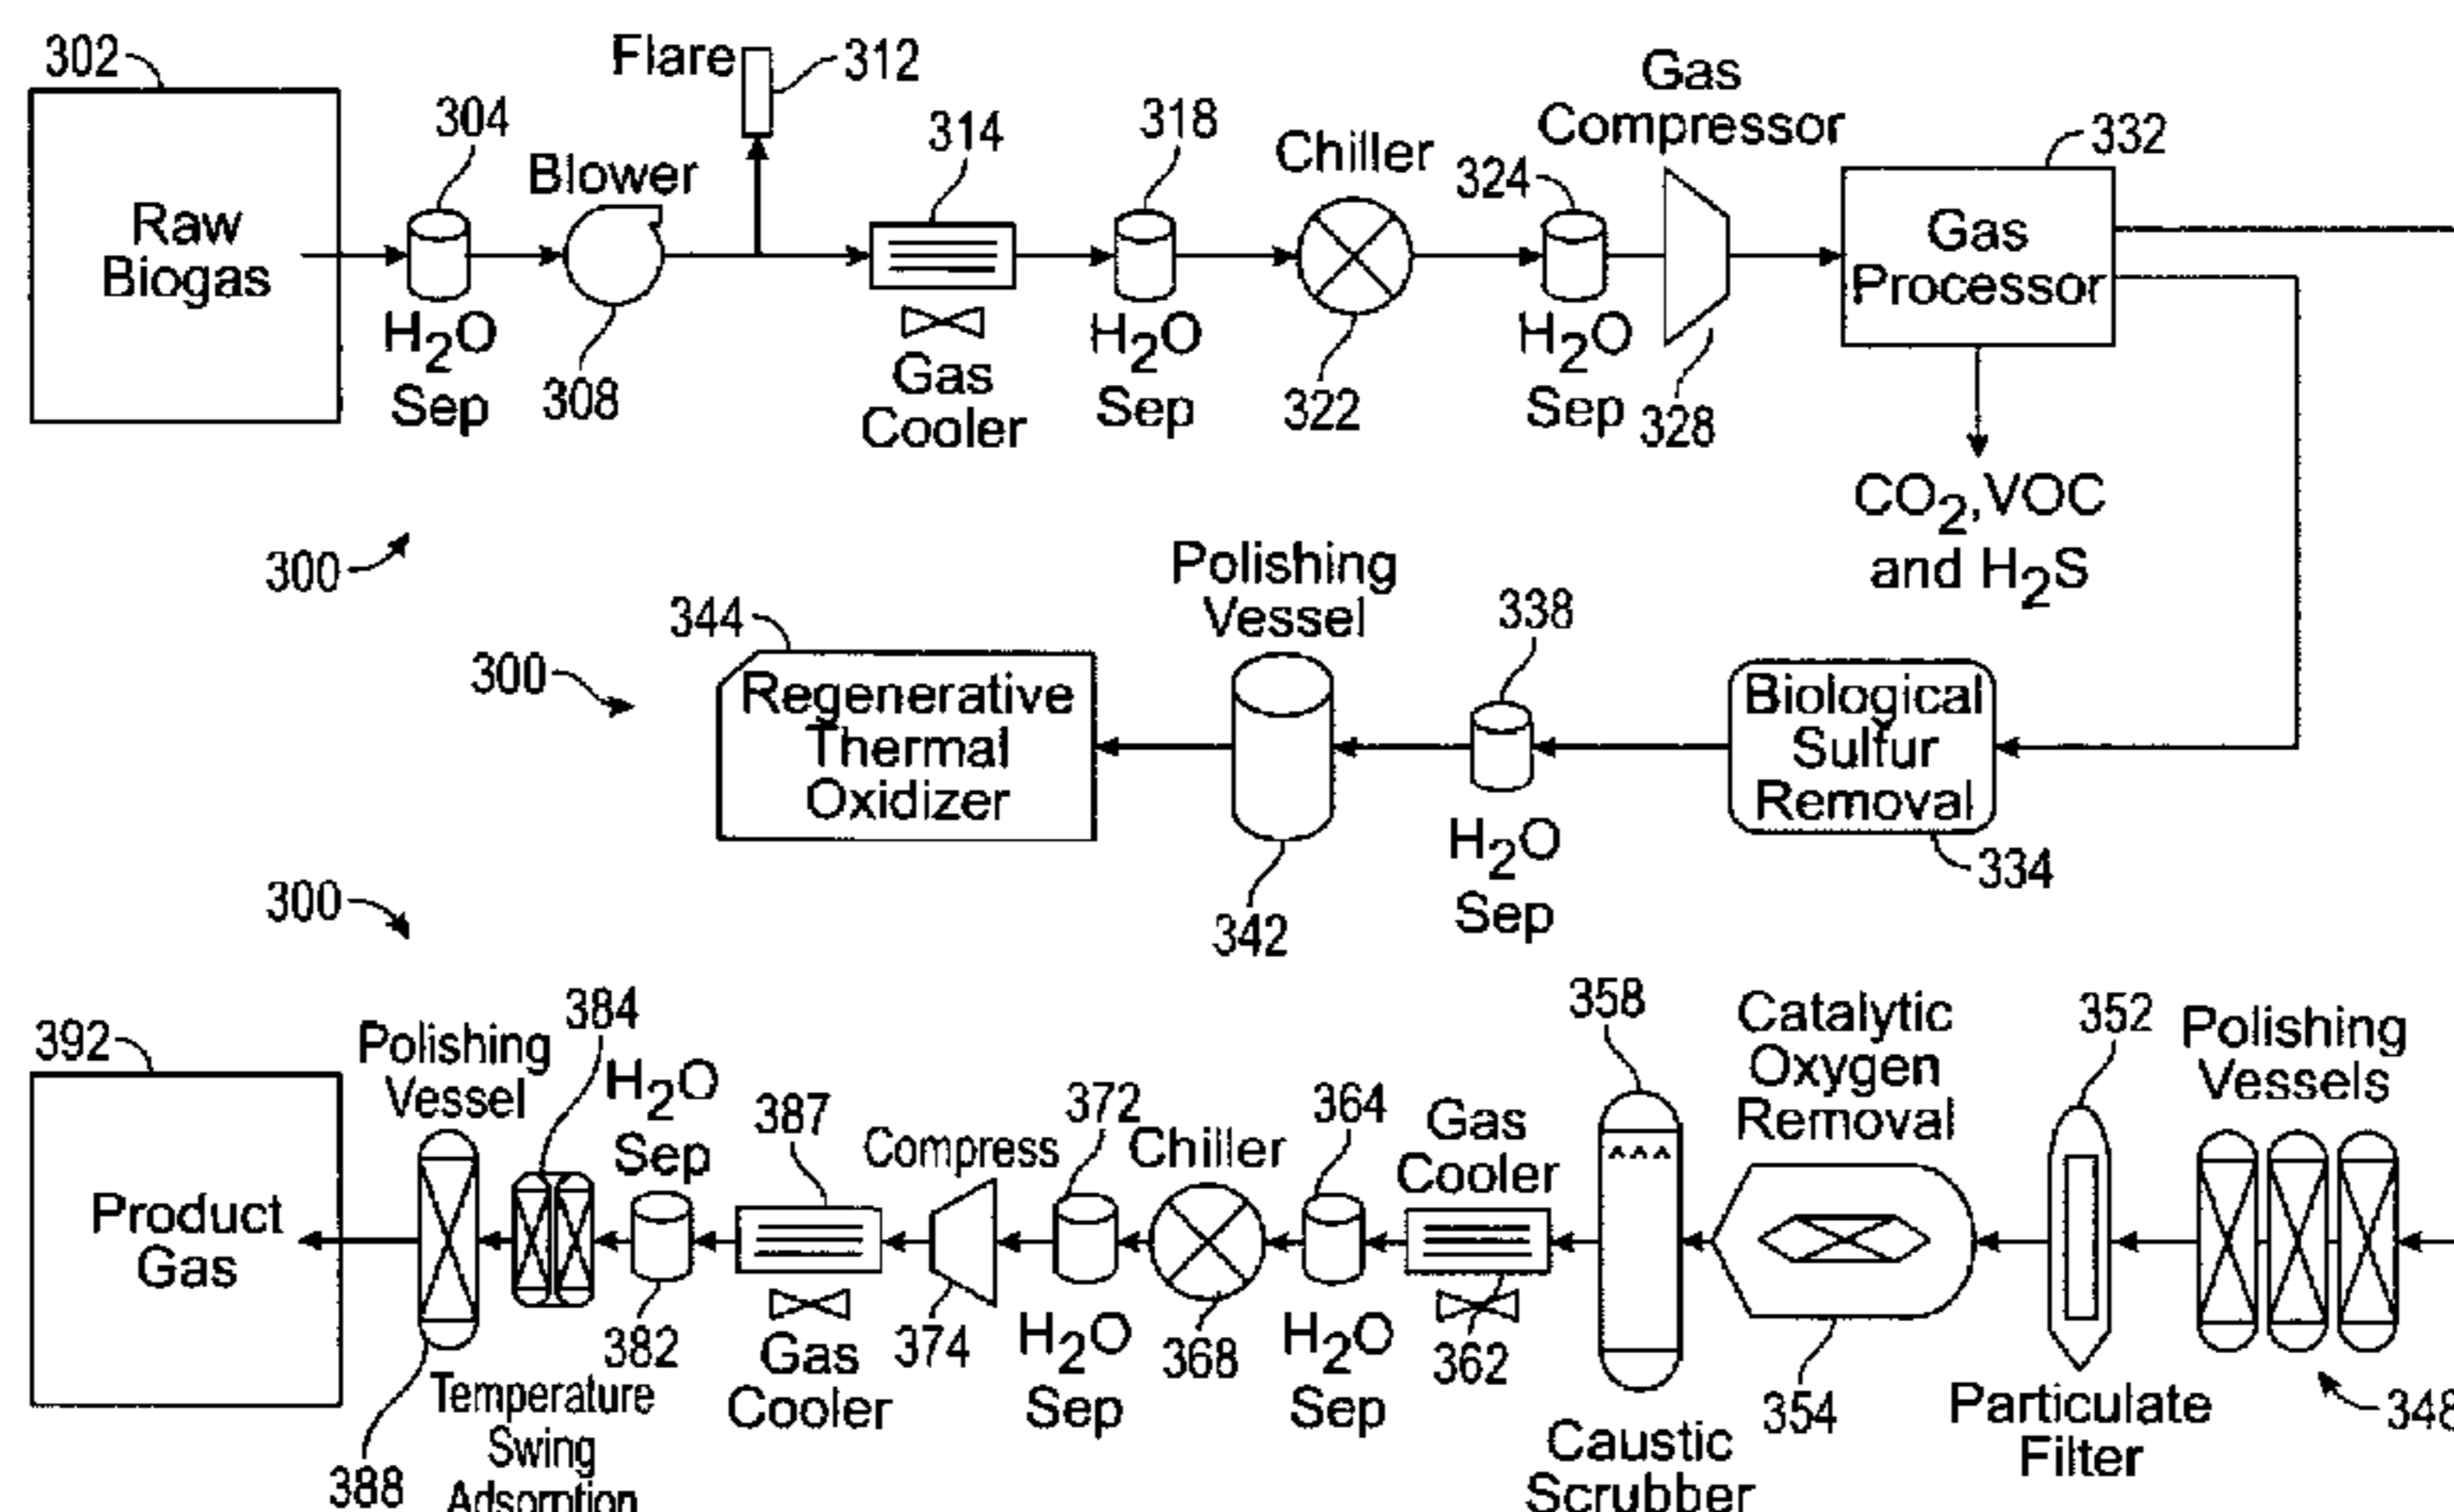 302
Raw
Biogas
304
H2O
Sep
Blower
308
Flare
312
314
Gas
Cooler
318
H2O
Sep
Chiller
322
324
H2O
Sep
Gas
Compressor
328
332
Gas
Processor
CO2,VOC
and H2S
300
300
344
Regenerative
Thermal
Oxidizer
Polishing
Vessel
342
338
H2O
Sep
Biological
Sulfur
Removal
334
300
392
Product
Gas
Polishing
Vessel
388
384
Temperature
Swing
Adsorption
H2O
Sep
382
387
Gas
Cooler
Compress
374
372
H2O
Sep
Chiller
368
364
H2O
Sep
Gas
Cooler
362
358
Caustic
Scrubber
Catalytic
Oxygen
Removal
354
352
Particulate
Filter
Polishing
Vessels
348